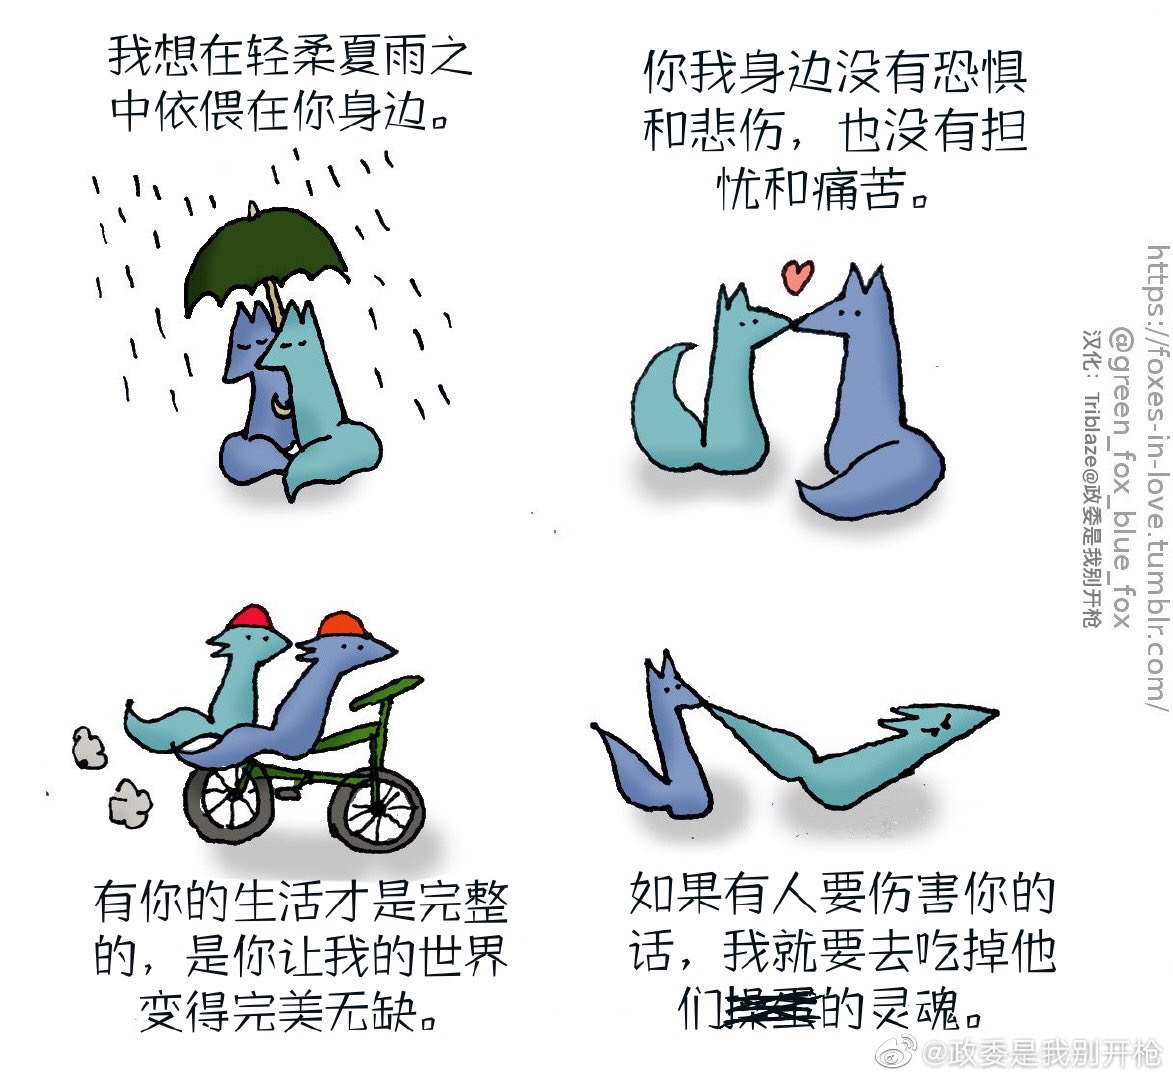 我想在轻柔夏雨之
中依偎在你身边。
你我身边没有恐惧
和悲伤，也没有担
忧和痛苦。
有你的生活才是完整
的，是你让我的世界
变得完美无缺。
如果有人要伤害你的
话，我就要去吃掉他
们操蛋的灵魂。
https://foxes-in-love.tumblr.com/
@green_fox_blue_fox
汉化：Triblaze@政委是我别开枪
@政委是我别开枪